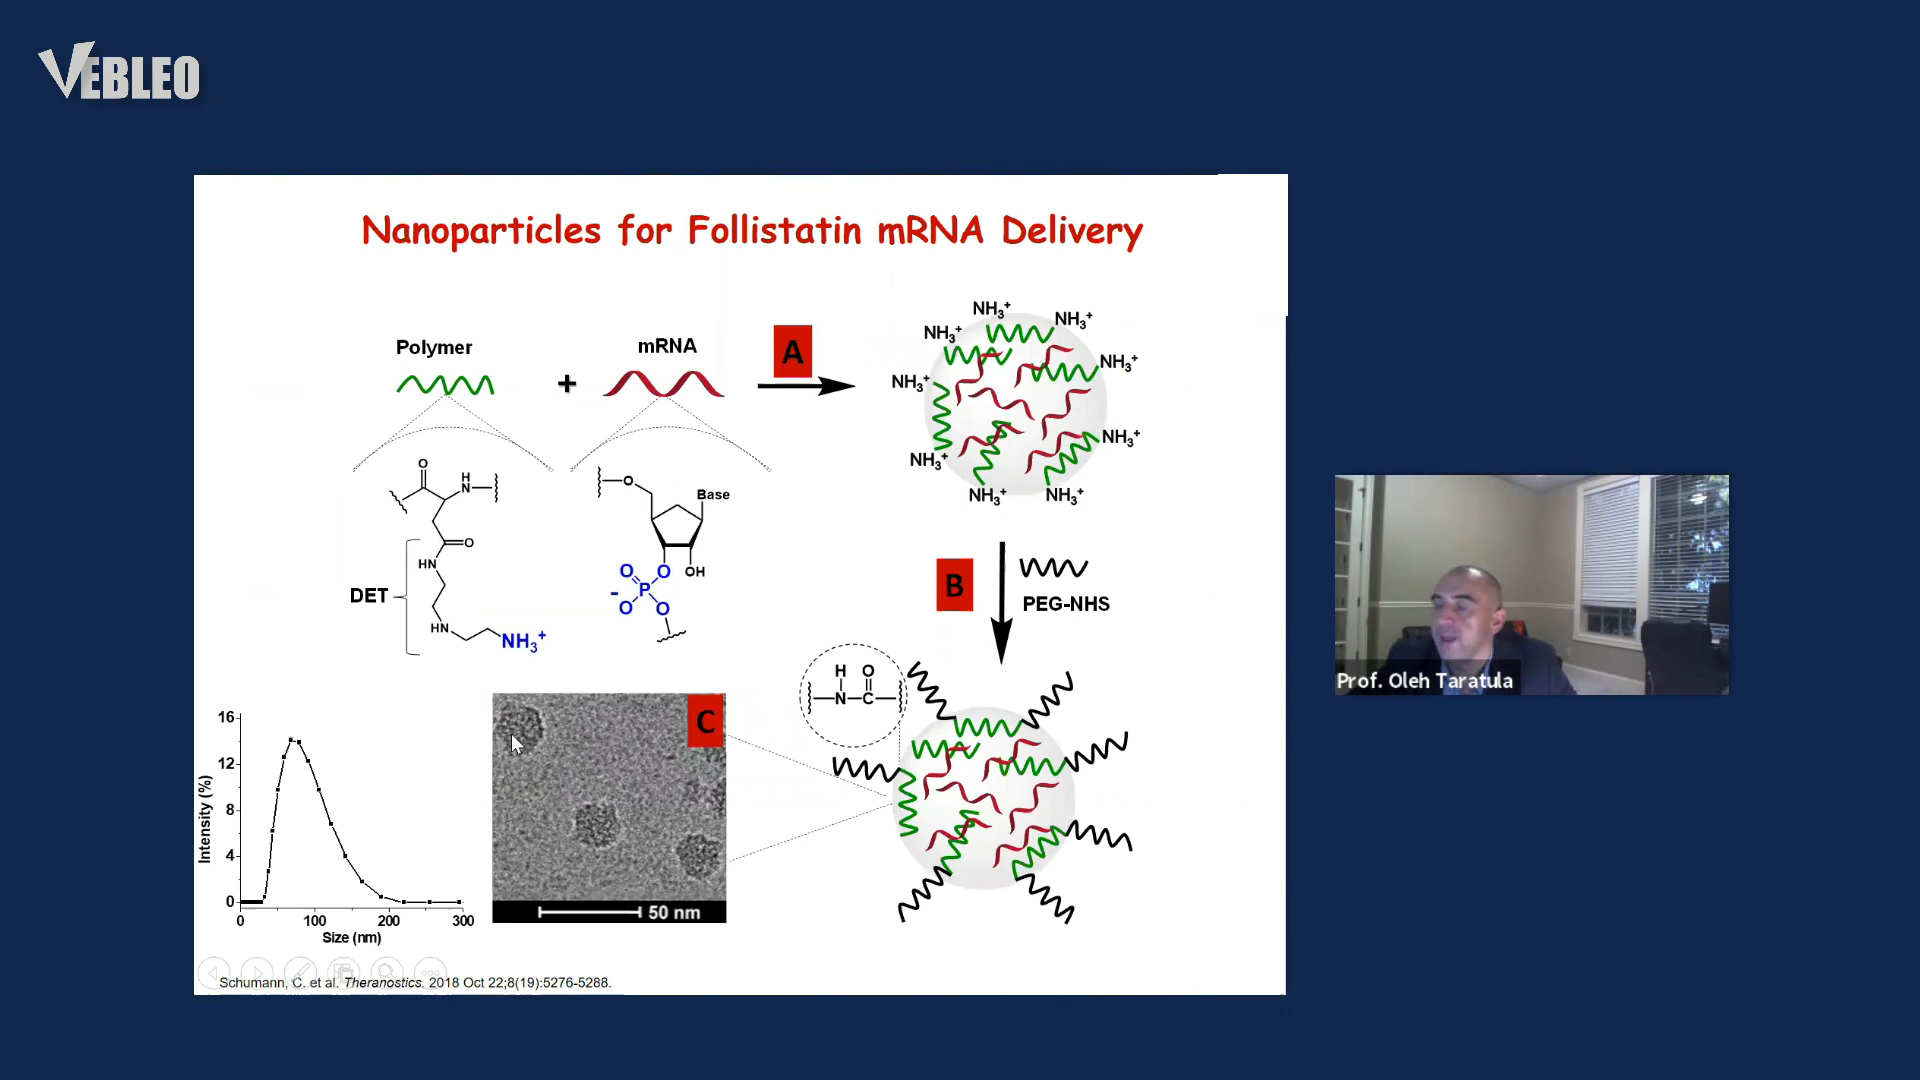 VEBLEO
Nanoparticles for Follistatin mRNA Delivery
Polymer
+
mRNA
A
NH3+
NH3+
NH3+
NH3+
NH3+
NH3+
NH3+
NH3+
NH3+
O
H
N
O
HN
DET
HN
NH3+
O
Base
O
OH
O
P
-
O
O
B
PEG-NHS
H
O
N
C
C
50 nm
Intensity (%)
16
12
8
4
0
0
100
200
300
Size (nm)
Schumann, C. et al. Theranostics. 2018 Oct 22;8(19):5276-5288.
Prof. Oleh Taratula